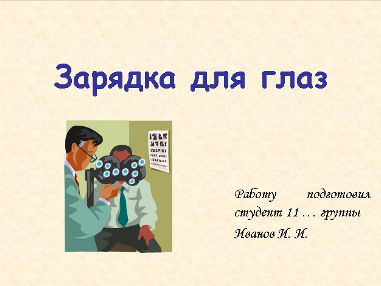 Зарядка для глаз
Работу подготовил
студент 11 … группы
Иванов И. И.